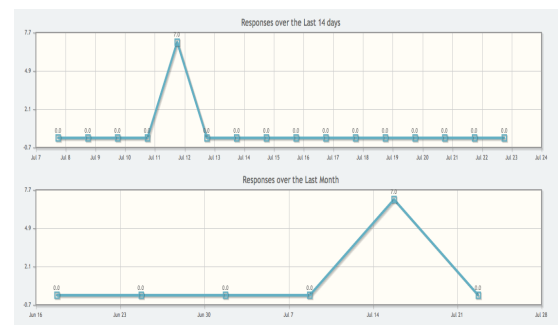 Responses over the Last 14 days
7.7
7.0
4.9
2.1
0.0 0.0 0.0 0.0 0.0 0.0 0.0 0.0 0.0 0.0 0.0 0.0 0.0 0.0 0.0
-0.7
Jul 7 Jul 8 Jul 9 Jul 10 Jul 11 Jul 12 Jul 13 Jul 14 Jul 15 Jul 16 Jul 17 Jul 18 Jul 19 Jul 20 Jul 21 Jul 22 Jul 23 Jul 24
Responses over the Last Month
7.7
7.0
4.9
2.1
0.0 0.0 0.0 0.0 0.0
-0.7
Jun 16 Jun 23 Jun 30 Jul 7 Jul 14 Jul 21 Jul 28